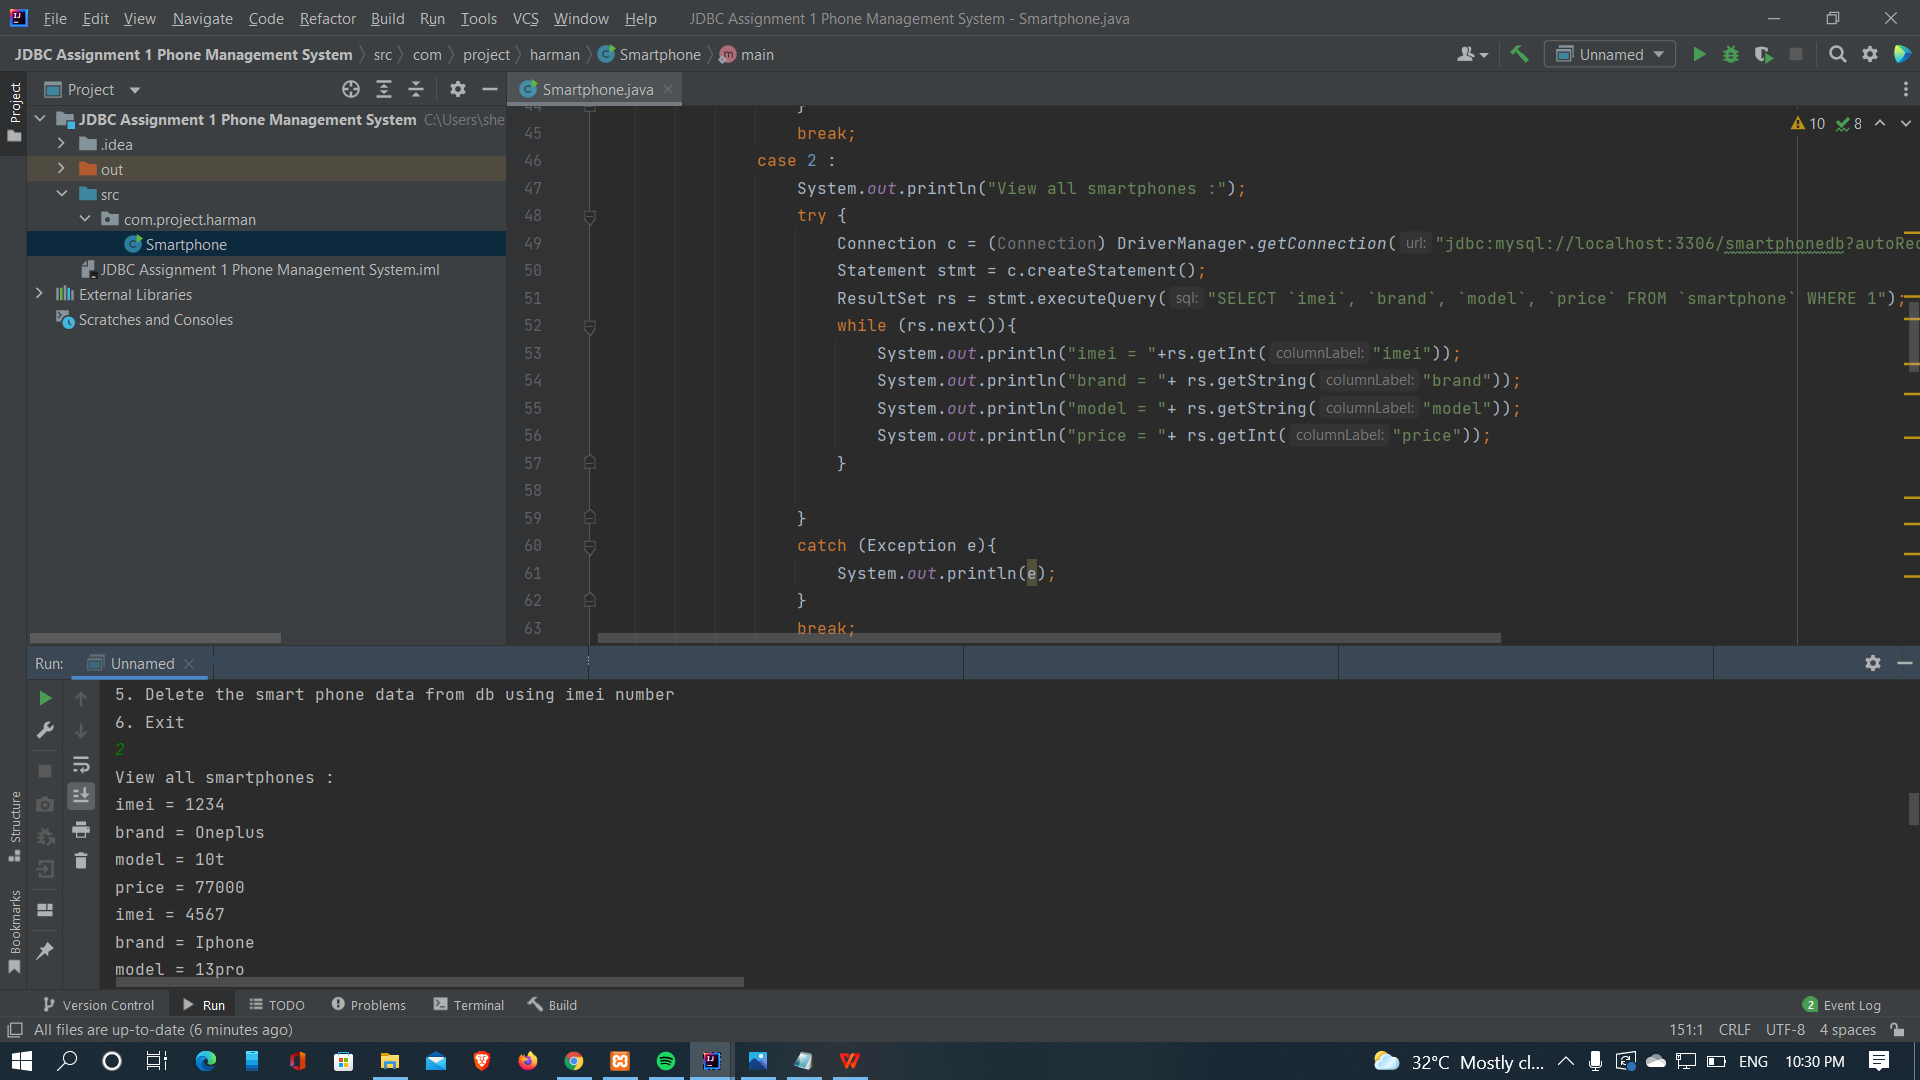 File Edit View Navigate Code Refactor Build Run Tools VCS Window Help JDBC Assignment 1 Phone Management System - Smartphone.java
JDBC Assignment 1 Phone Management System src com project harman Smartphone main
Unnamed
Project
Project
Smartphone.java
JDBC Assignment 1 Phone Management System C:\Users\she
.idea
out
src
com.project.harman
Smartphone
JDBC Assignment 1 Phone Management System.iml
External Libraries
Scratches and Consoles
10 8
44 }
45 break;
46 case 2 :
47 System.out.println("View all smartphones :");
48 try {
49 Connection c = (Connection) DriverManager.getConnection( url: "jdbc:mysql://localhost:3306/smartphonedb?autoRec
50 Statement stmt = c.createStatement();
51 ResultSet rs = stmt.executeQuery( sql: "SELECT `imei`, `brand`, `model`, `price` FROM `smartphone` WHERE 1");
52 while (rs.next()){
53 System.out.println("imei = "+rs.getInt( columnLabel: "imei"));
54 System.out.println("brand = "+ rs.getString( columnLabel: "brand"));
55 System.out.println("model = "+ rs.getString( columnLabel: "model"));
56 System.out.println("price = "+ rs.getInt( columnLabel: "price"));
57 }
58
59 }
60 catch (Exception e){
61 System.out.println(e);
62 }
63 break;
Run: Unnamed
5. Delete the smart phone data from db using imei number
6. Exit
2
View all smartphones :
imei = 1234
brand = Oneplus
model = 10t
price = 77000
imei = 4567
brand = Iphone
model = 13pro
Structure
Bookmarks
Version Control Run TODO Problems Terminal Build 2 Event Log
All files are up-to-date (6 minutes ago) 151:1 CRLF UTF-8 4 spaces
32°C Mostly cl... ENG 10:30 PM